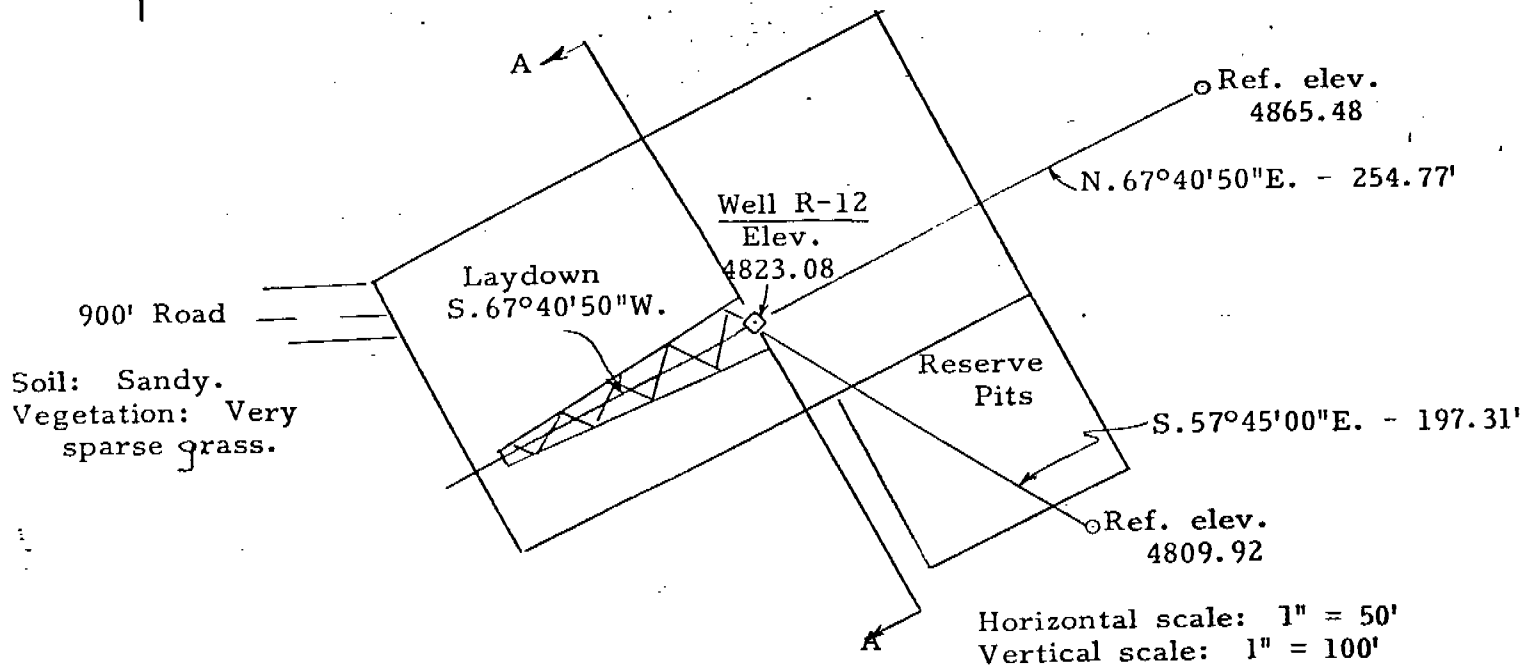 A
Ref. elev.
4865.48
N.67°40'50"E. - 254.77'
Well R-12
Elev.
4823.08
Laydown
S.67°40'50"W.
900' Road
Soil: Sandy.
Vegetation: Very
sparse grass.
Reserve
Pits
S.57°45'00"E. - 197.31'
Ref. elev.
4809.92
A
Horizontal scale: 1" = 50'
Vertical scale: 1" = 100'